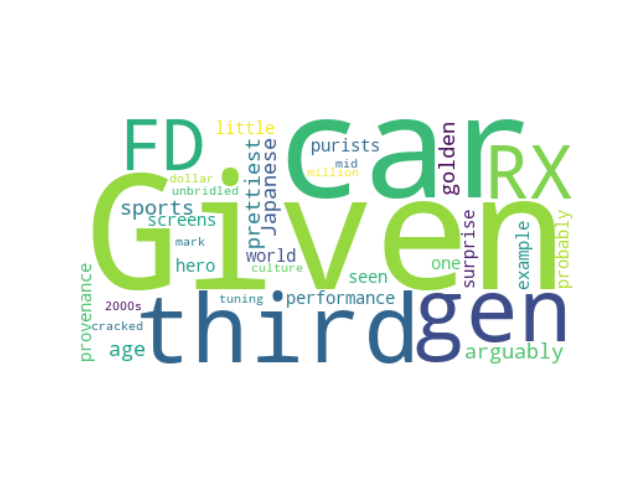 FD
little
car
purists
mid
million
golden
RX
dollar
unbridled
prettiest
Japanese
Given
sports
screens
mark
hero
world
culture
seen
one
surprise
example
probably
provenance
2000s
cracked
age
third
tuning
performance
gen
arguably